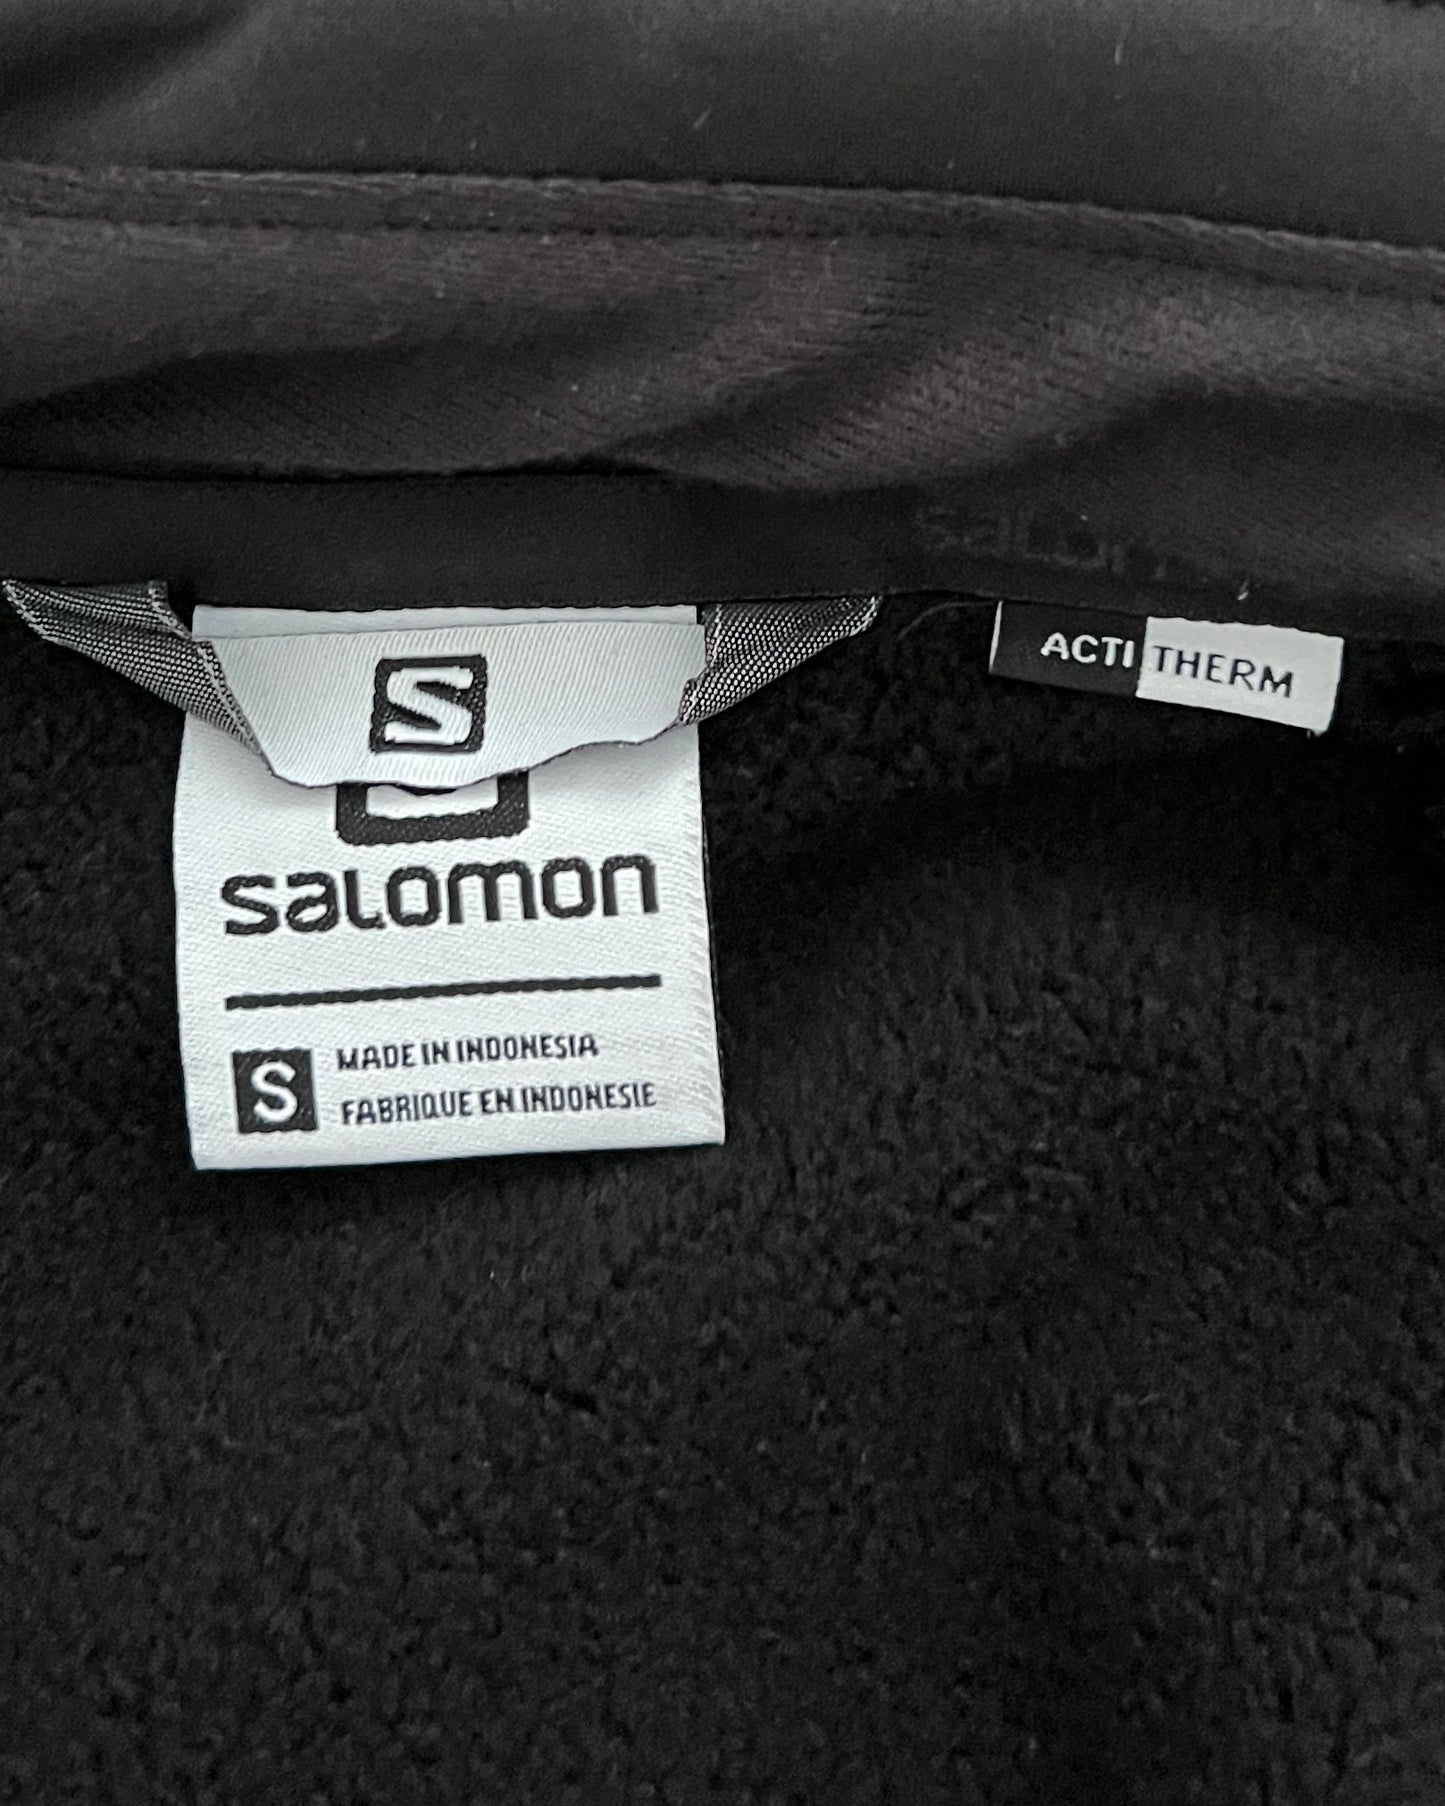 S
ACTI THERM
salomon
S
MADE IN INDONESIA
FABRIQUE EN INDONESIE